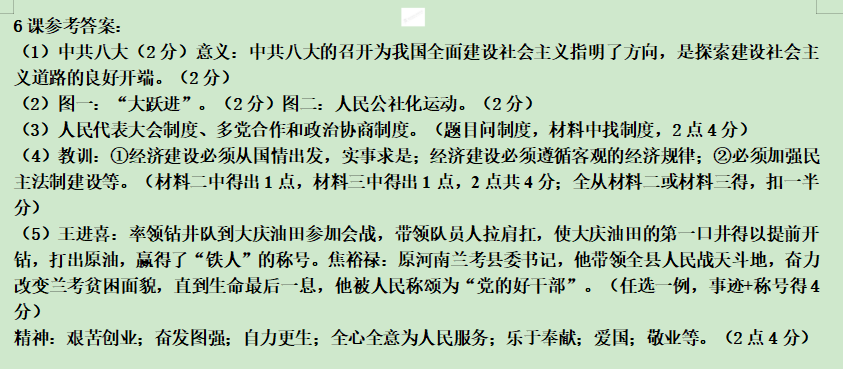 6 课参考答案：
（1）中共八大（2 分）意义：中共八大的召开为我国全面建设社会主义指明了方向，是探索建设社会主
义道路的良好开端。（2 分）
（2）图一：“大跃进”。（2 分）图二：人民公社化运动。（2 分）
（3）人民代表大会制度、多党合作和政治协商制度。（题目问制度，材料中找制度，2 点 4 分）
（4）教训：①经济建设必须从国情出发，实事求是；经济建设必须遵循客观的经济规律；②必须加强民
主法制建设等。（材料二中得出 1 点，材料三中得出 1 点，2 点共 4 分；全从材料二或材料三得，扣一半
分）
（5）王进喜：率领钻井队到大庆油田参加会战，带领队员人拉肩扛，使大庆油田的第一口井得以提前开
钻，打出原油，赢得了“铁人”的称号。焦裕禄：原河南兰考县委书记，他带领全县人民战天斗地，奋力
改变兰考贫困面貌，直到生命最后一息，他被人民称颂为“党的好干部”。（任选一例，事迹+称号得 4
分）
精神：艰苦创业；奋发图强；自力更生；全心全意为人民服务；乐于奉献；爱国；敬业等。（2 点 4 分）